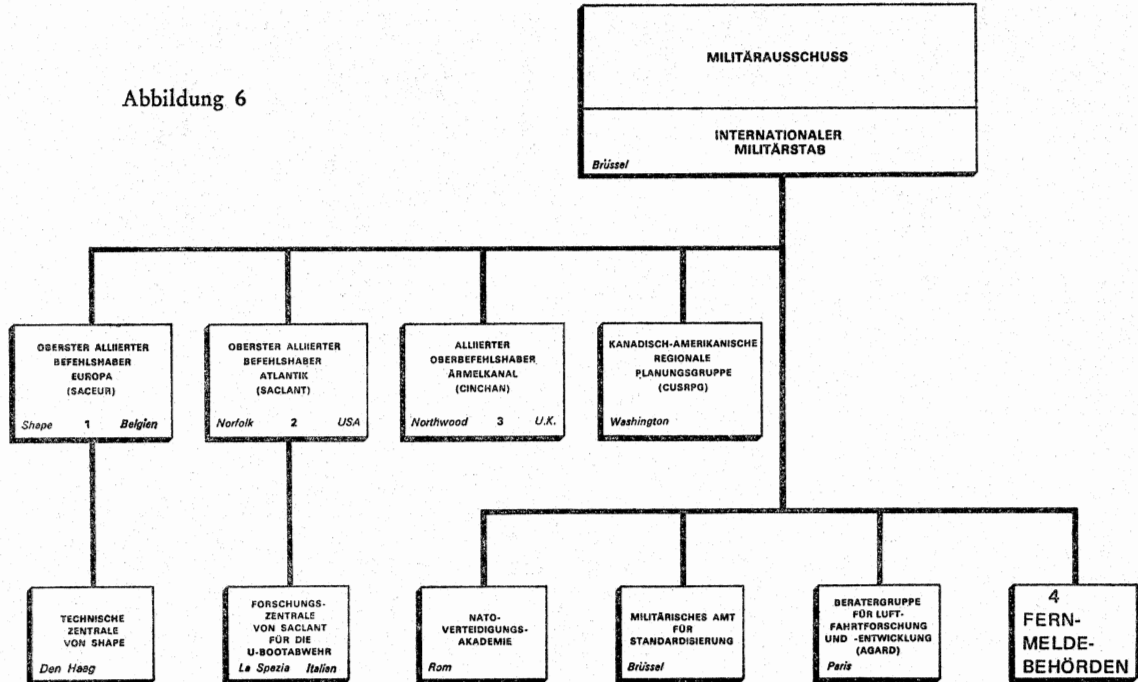 Abbildung 6
MILITÄRAUSSCHUSS
INTERNATIONALER
MILITÄRSTAB
Brüssel
OBERSTER ALLIIERTER
BEFEHLSHABER
EUROPA
(SACEUR)
Shape 1 Belgien
OBERSTER ALLIIERTER
BEFEHLSHABER
ATLANTIK
(SACLANT)
Norfolk 2 USA
ALLIIERTER
OBERBEFEHLSHABER
ÄRMELKANAL
(CINCHAN)
Northwood 3 U.K.
KANADISCH-AMERIKANISCHE
REGIONALE
PLANUNGSGRUPPE
(CUSRPG)
Washington
TECHNISCHE
ZENTRALE
VON SHAPE
Den Haag
FORSCHUNGS-
ZENTRALE
VON SACLANT
FÜR DIE
U-BOOTABWEHR
La Spezia Italien
NATO-
VERTEIDIGUNGS-
AKADEMIE
Rom
MILITÄRISCHES AMT
FÜR
STANDARDISIERUNG
Brüssel
BERATERGRUPPE
FÜR LUFT-
FAHRTFORSCHUNG
UND -ENTWICKLUNG
(AGARD)
Paris
4
FERN-
MELDE-
BEHÖRDEN